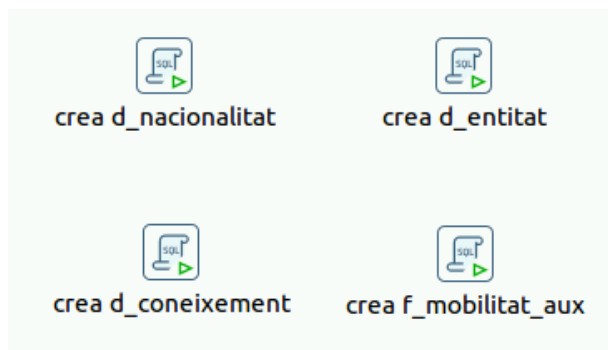 SQL
SQL
crea d_nacionalitat
crea d_entitat
SQL
SQL
crea d_coneixement
crea f_mobilitat_aux